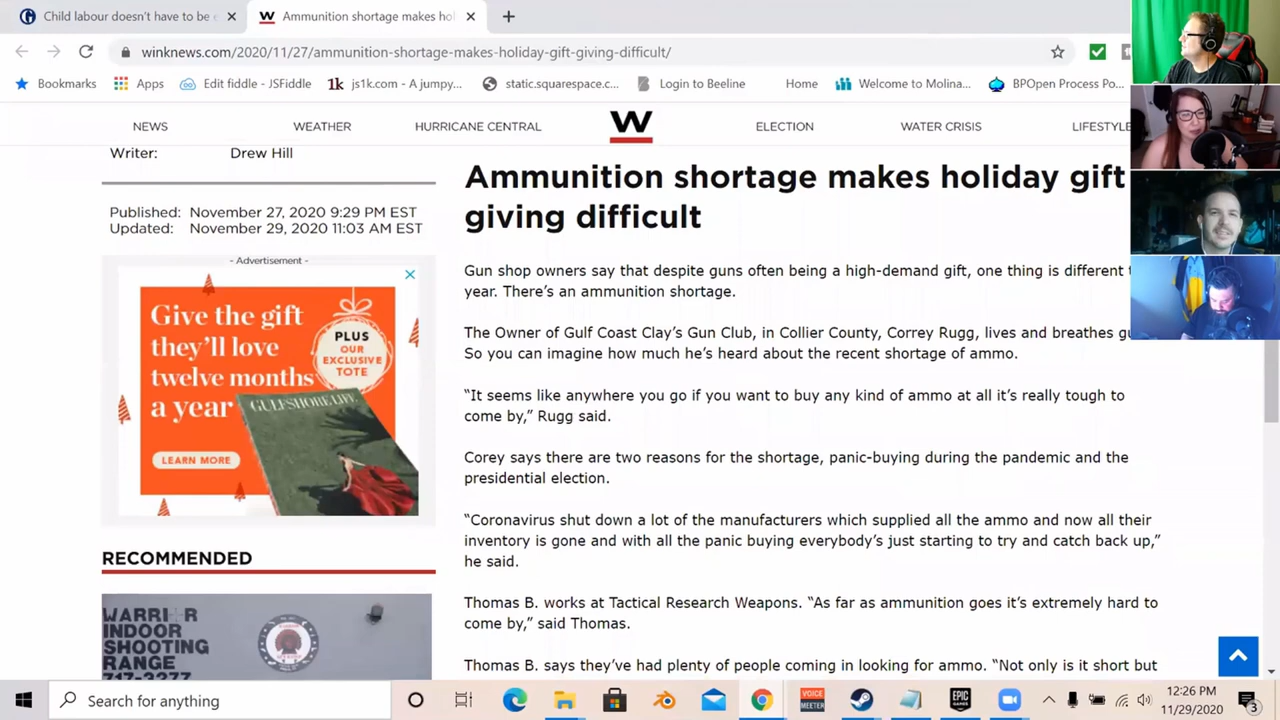 Child labour doesn't have to be
Ammunition shortage makes hol
winknews.com/2020/11/27/ammunition-shortage-makes-holiday-gift-giving-difficult/
Bookmarks Apps Edit fiddle - JSFiddle js1k.com - A jumpy... static.squarespace.c... Login to Beeline Home Welcome to Molina... BPOpen Process Po...
NEWS WEATHER HURRICANE CENTRAL W ELECTION WATER CRISIS LIFESTYLE
Writer: Drew Hill
Published: November 27, 2020 9:29 PM EST
Updated: November 29, 2020 11:03 AM EST
- Advertisement -
Give the gift
they'll love
twelve months
a year
PLUS
OUR
EXCLUSIVE
TOTE
GULFSHORE LIFE
LEARN MORE
RECOMMENDED
WARRIOR
INDOOR
SHOOTING
RANGE
717-3277
Ammunition shortage makes holiday gift
giving difficult
Gun shop owners say that despite guns often being a high-demand gift, one thing is different
year. There's an ammunition shortage.
The Owner of Gulf Coast Clay's Gun Club, in Collier County, Correy Rugg, lives and breathes
So you can imagine how much he's heard about the recent shortage of ammo.
“It seems like anywhere you go if you want to buy any kind of ammo at all it's really tough to
come by,” Rugg said.
Corey says there are two reasons for the shortage, panic-buying during the pandemic and the
presidential election.
“Coronavirus shut down a lot of the manufacturers which supplied all the ammo and now all their
inventory is gone and with all the panic buying everybody's just starting to try and catch back up,”
he said.
Thomas B. works at Tactical Research Weapons. “As far as ammunition goes it's extremely hard to
come by,” said Thomas.
Thomas B. says they've had plenty of people coming in looking for ammo. “Not only is it short but
Search for anything
VOICE
MEETER
EPIC
GAMES
12:26 PM
11/29/2020
3